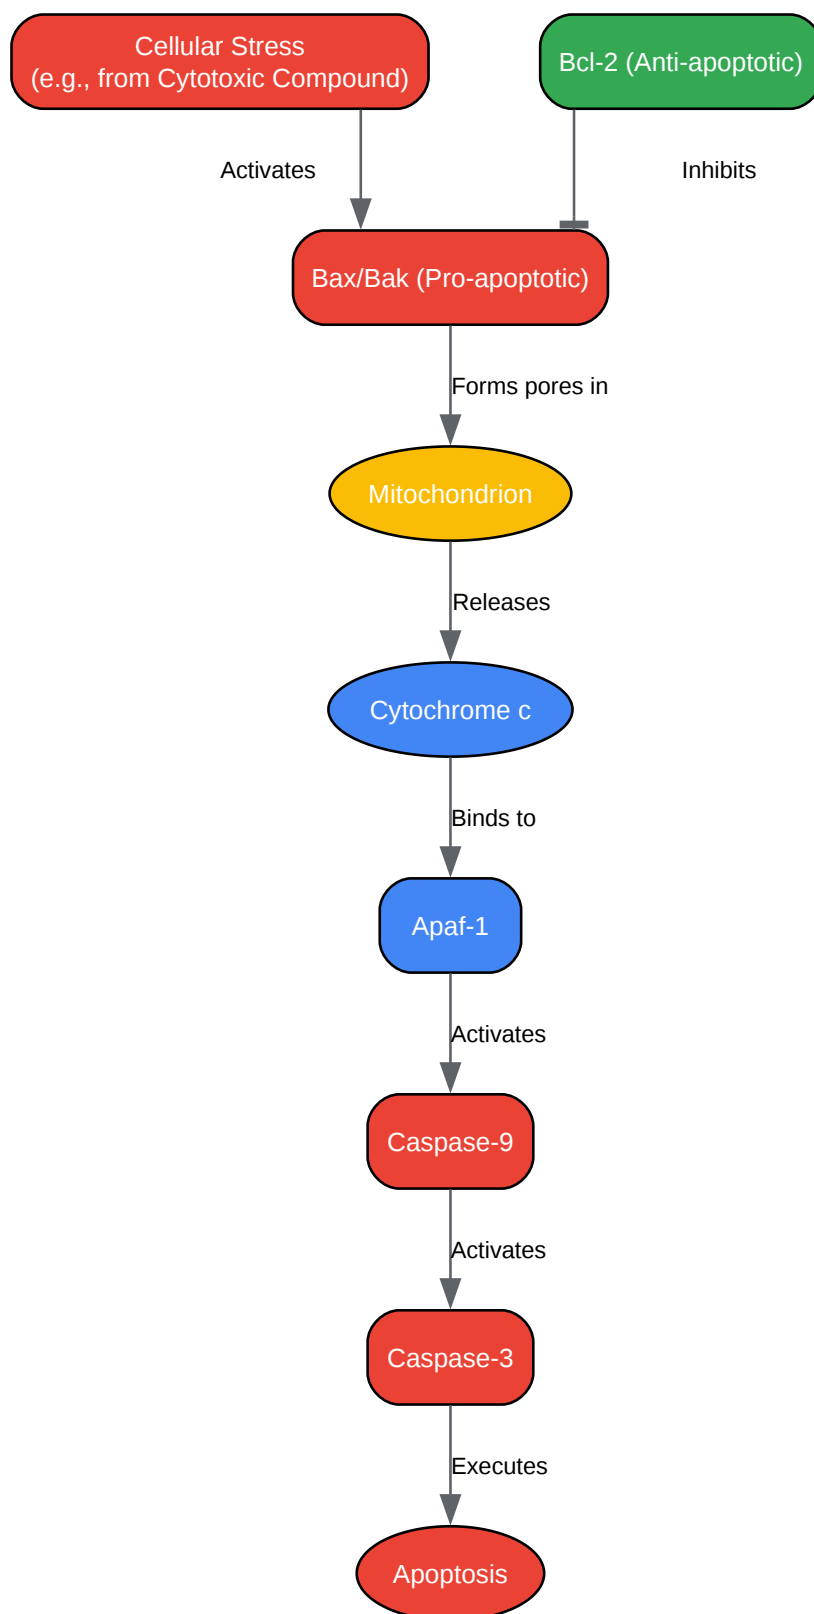 Cellular Stress
(e.g., from Cytotoxic Compound)
Bcl-2 (Anti-apoptotic)
Activates
Inhibits
Bax/Bak (Pro-apoptotic)
Forms pores in
Mitochondrion
Releases
Cytochrome c
Binds to
Apaf-1
Activates
Caspase-9
Activates
Caspase-3
Executes
Apoptosis